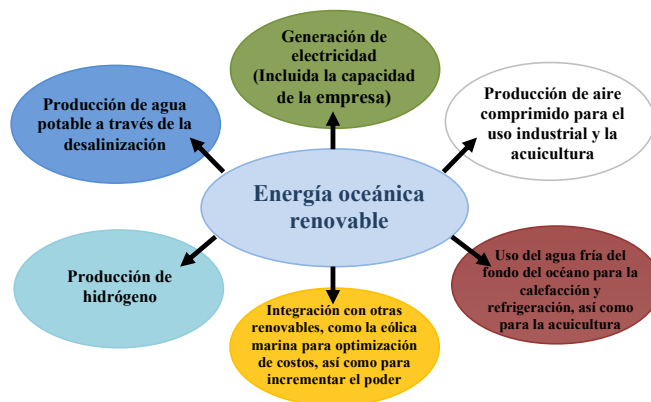 Generación de
electricidad
(Incluida la capacidad
de la empresa)
Producción de agua
potable a través de la
desalinización
Producción de aire
comprimido para el
uso industrial y la
acuicultura
Energía oceánica
renovable
Producción de
hidrógeno
Uso del agua fría del
fondo del océano para la
calefacción y
refrigeración, así como
para la acuicultura
Integración con otras
renovables, como la eólica
marina para optimización
de costos, así como para
incrementar el poder